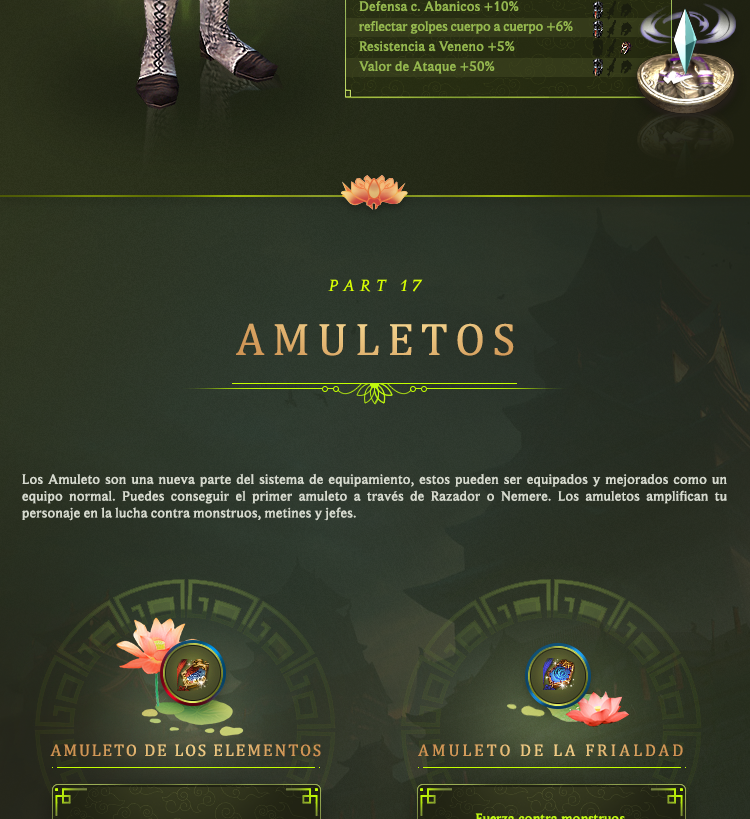 Defensa c. Abanicos +10%
reflectar golpes cuerpo a cuerpo +6%
Resistencia a Veneno +5%
Valor de Ataque +50%
PART 17
AMULETOS
Los Amuleto son una nueva parte del sistema de equipamiento, estos pueden ser equipados y mejorados como un
equipo normal. Puedes conseguir el primer amuleto a través de Razador o Nemere. Los amuletos amplifican tu
personaje en la lucha contra monstruos, metines y jefes.
AMULETO DE LOS ELEMENTOS
AMULETO DE LA FRIALDAD
Fuerza contra monstruos